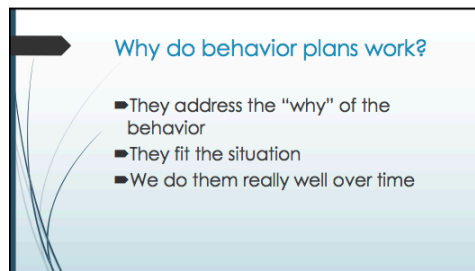 Why do behavior plans work?
They address the “why” of the
behavior
They fit the situation
We do them really well over time